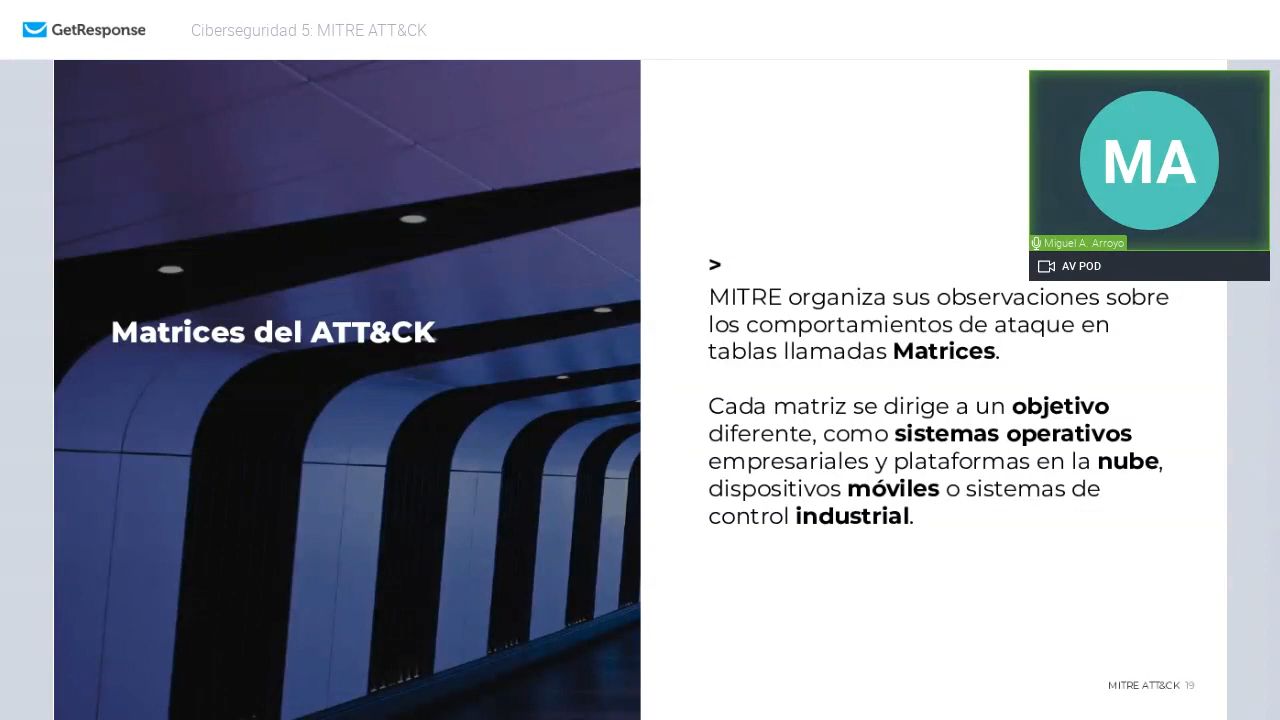 GetResponse
Ciberseguridad 5: MITRE ATT&CK
MA
Miguel A. Arroyo
AV POD
Matrices del ATT&CK
>
MITRE organiza sus observaciones sobre
los comportamientos de ataque en
tablas llamadas Matrices.
Cada matriz se dirige a un objetivo
diferente, como sistemas operativos
empresariales y plataformas en la nube,
dispositivos móviles o sistemas de
control industrial.
MITRE ATT&CK 19